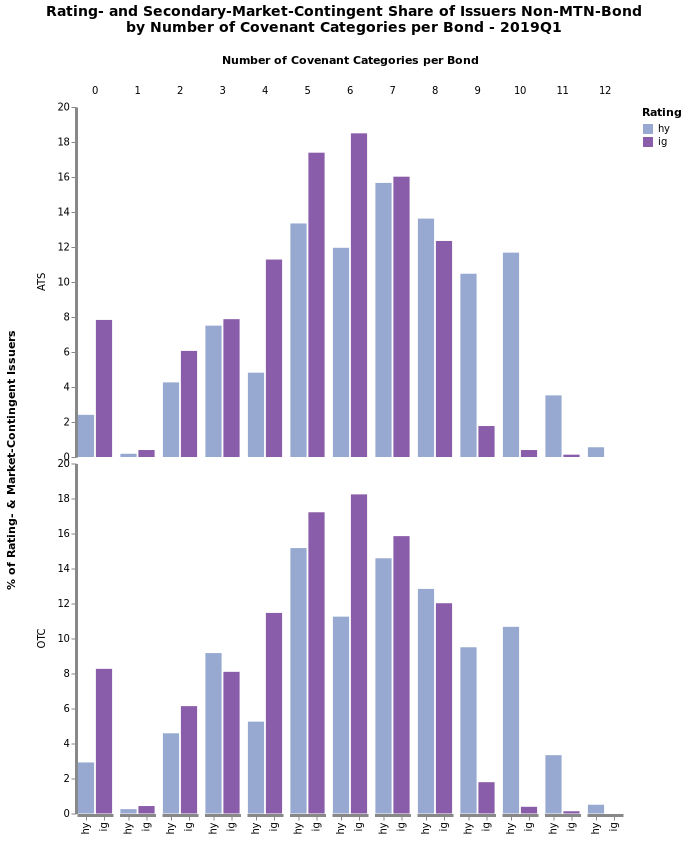 Rating- and Secondary-Market-Contingent Share of Issuers Non-MTN-Bond
by Number of Covenant Categories per Bond - 2019Q1
Number of Covenant Categories per Bond
0 1 2 3 4 5 6 7 8 9 10 11 12
Rating
hy
ig
% of Rating- & Market-Contingent Issuers
ATS
20
18
16
14
12
10
8
6
4
2
0
OTC
20
18
16
14
12
10
8
6
4
2
0
hy ig hy ig hy ig hy ig hy ig hy ig hy ig hy ig hy ig hy ig hy ig hy ig hy ig